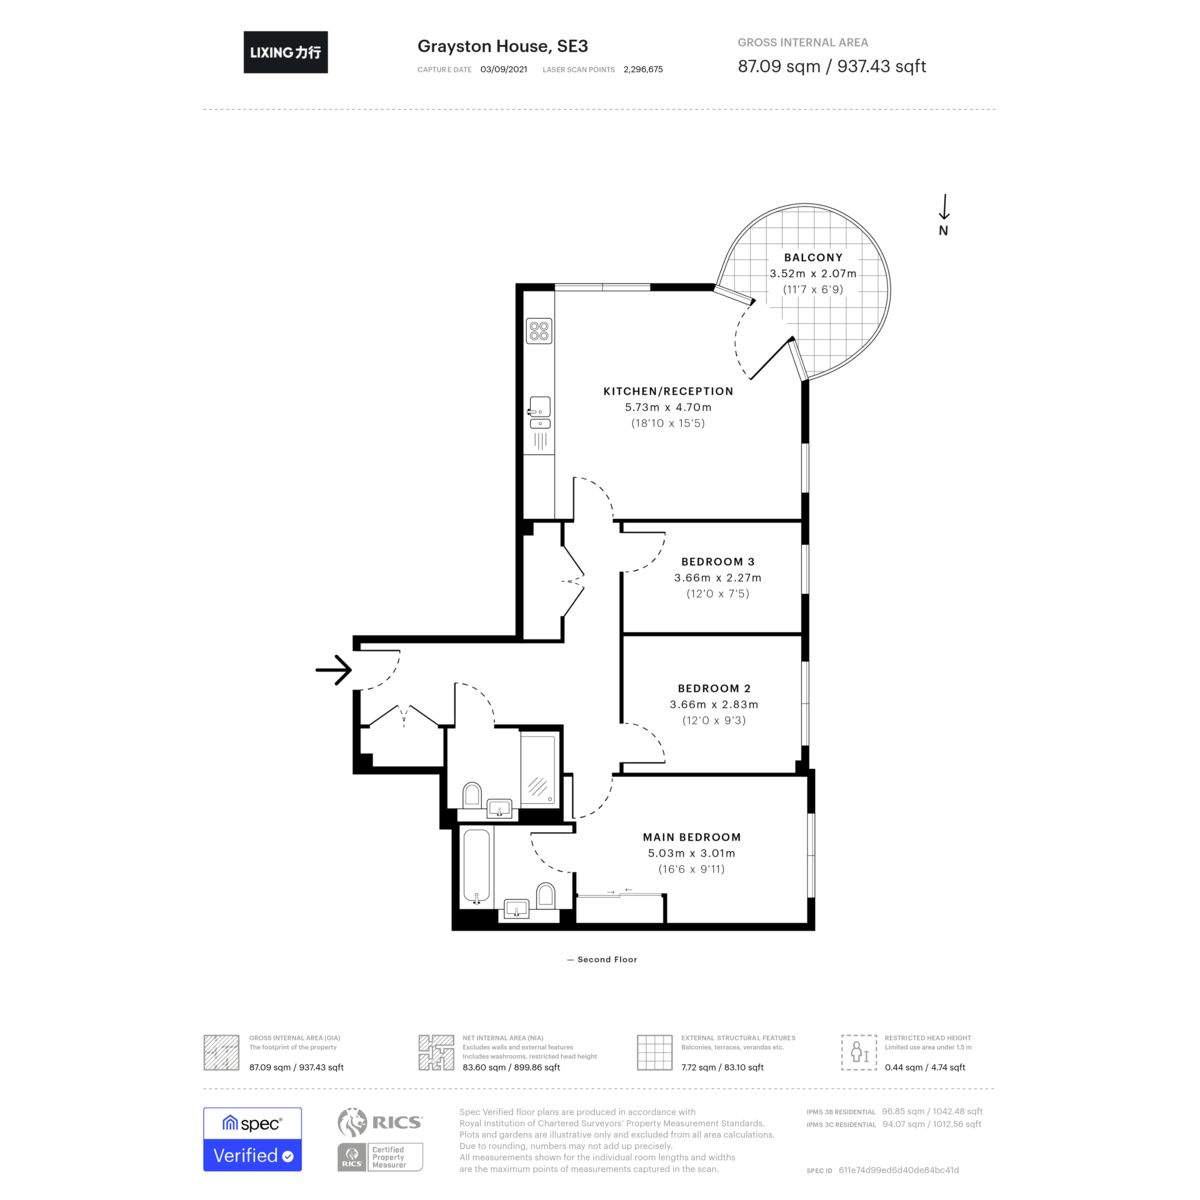 LIXING 力行
Grayston House, SE3
CAPTURE DATE 03/09/2021 LASER SCAN POINTS 2,296,675
GROSS INTERNAL AREA
87.09 sqm / 937.43 sqft
N
BALCONY
3.52m x 2.07m
(11'7 x 6'9)
KITCHEN/RECEPTION
5.73m x 4.70m
(18'10 x 15'5)
BEDROOM 3
3.66m x 2.27m
(12'0 x 7'5)
BEDROOM 2
3.66m x 2.83m
(12'0 x 9'3)
MAIN BEDROOM
5.03m x 3.01m
(16'6 x 9'11)
— Second Floor
GROSS INTERNAL AREA (GIA)
The footprint of the property
87.09 sqm / 937.43 sqft
NET INTERNAL AREA (NIA)
Excludes walls and external features
Includes washrooms, restricted head height
83.60 sqm / 899.86 sqft
EXTERNAL STRUCTURAL FEATURES
Balconies, terraces, verandas etc.
7.72 sqm / 83.10 sqft
RESTRICTED HEAD HEIGHT
Limited use area under 1.5 m
0.44 sqm / 4.74 sqft
spec
Verified
RICS
RICS
Certified
Property
Measurer
Spec Verified floor plans are produced in accordance with
Royal Institution of Chartered Surveyors' Property Measurement Standards.
Plots and gardens are illustrative only and excluded from all area calculations.
Due to rounding, numbers may not add up precisely.
All measurements shown for the individual room lengths and widths
are the maximum points of measurements captured in the scan.
IPMS 3B RESIDENTIAL 96.85 sqm / 1042.48 sqft
IPMS 3C RESIDENTIAL 94.07 sqm / 1012.56 sqft
SPEC ID 611e74d99ed6d40de84bc41d